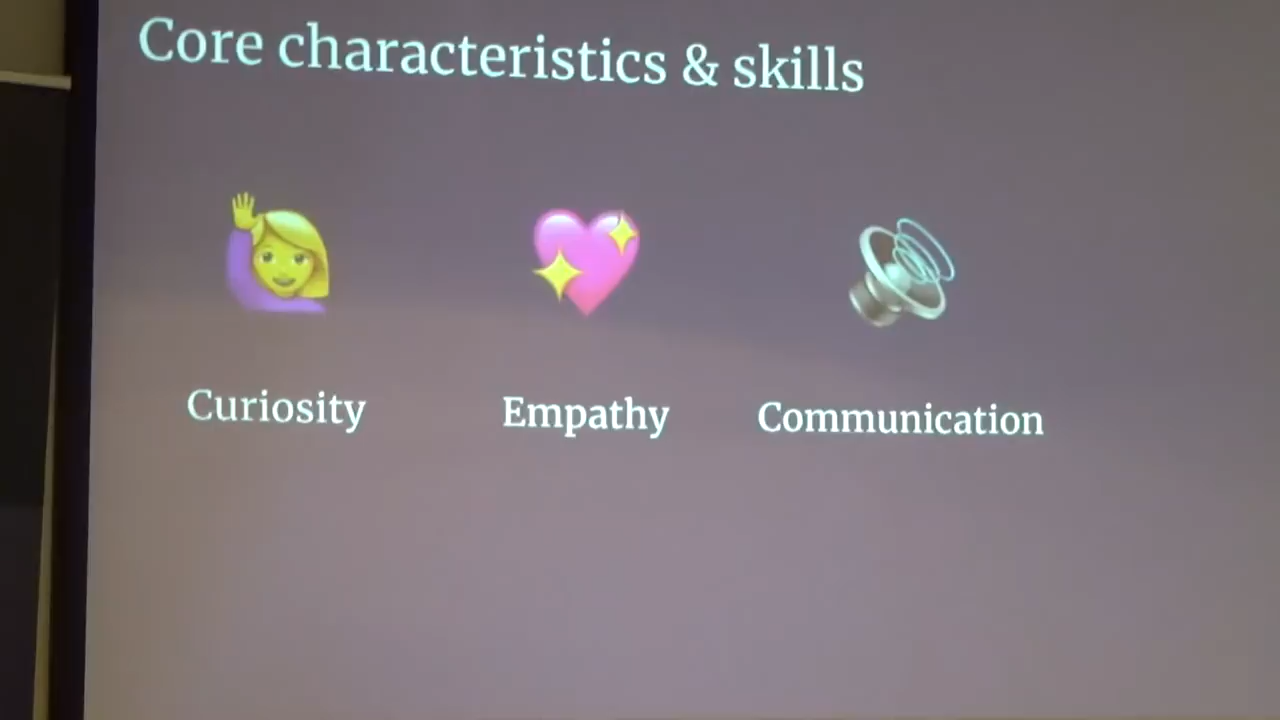 Core characteristics & skills
Curiosity
Empathy
Communication